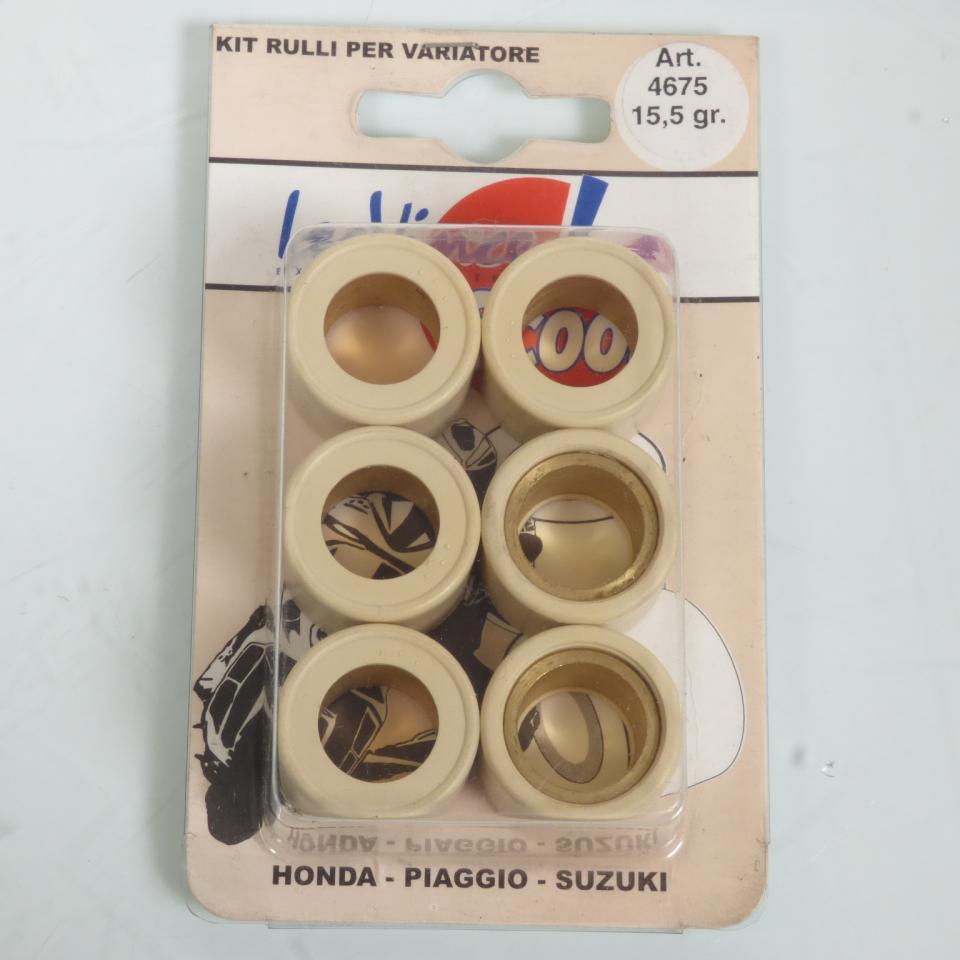 KIT RULLI PER VARIATORE
Art.
4675
15,5 gr.
HONDA - PIAGGIO - SUZUKI